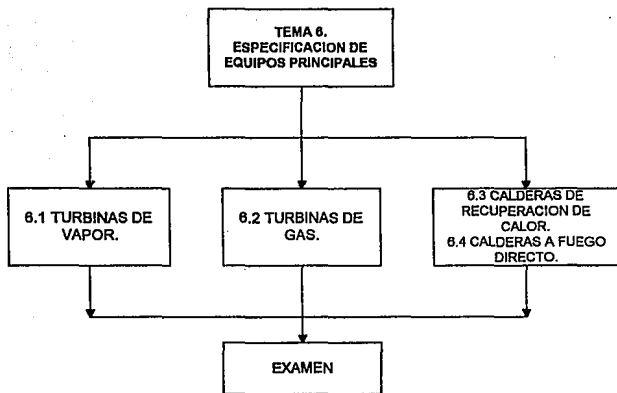 TEMA 6.
ESPECIFICACION DE
EQUIPOS PRINCIPALES
6.1 TURBINAS DE
VAPOR.
6.2 TURBINAS DE
GAS.
6.3 CALDERAS DE
RECUPERACION DE
CALOR.
6.4 CALDERAS A FUEGO
DIRECTO.
EXAMEN